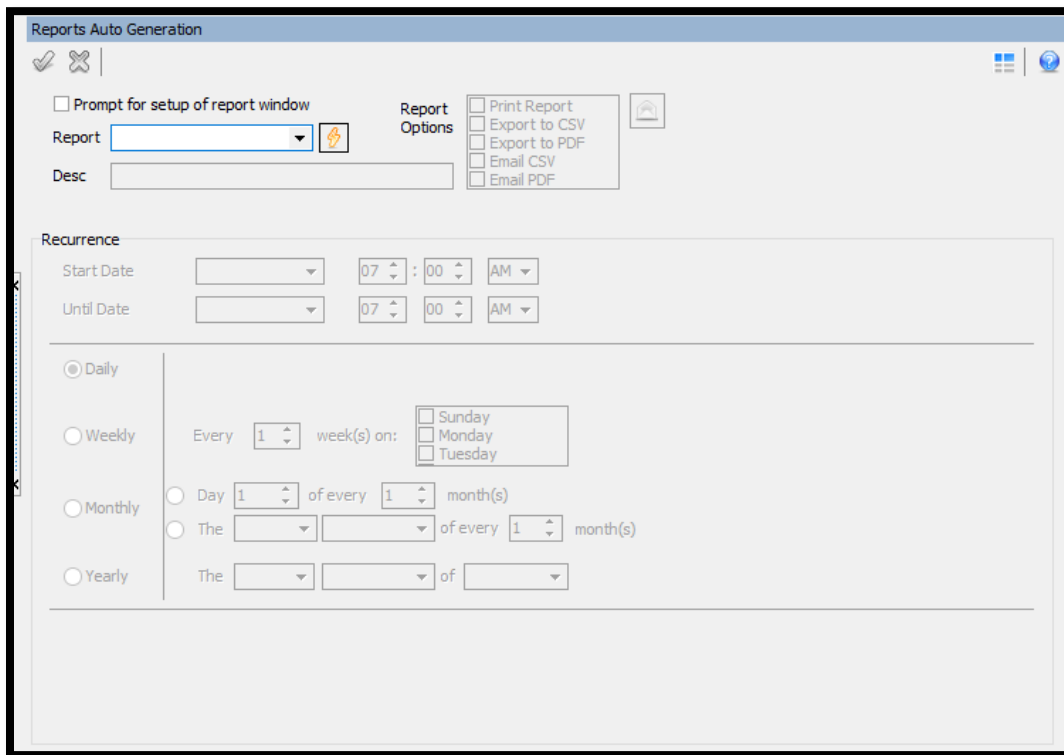 Reports Auto Generation
Prompt for setup of report window
Report
Desc
Report
Options
Print Report
Export to CSV
Export to PDF
Email CSV
Email PDF
Recurrence
Start Date 07 : 00 AM
Until Date 07 00 AM
Daily
Weekly Every 1 week(s) on:
Sunday
Monday
Tuesday
Monthly
Day 1 of every 1 month(s)
The of every 1 month(s)
Yearly The of